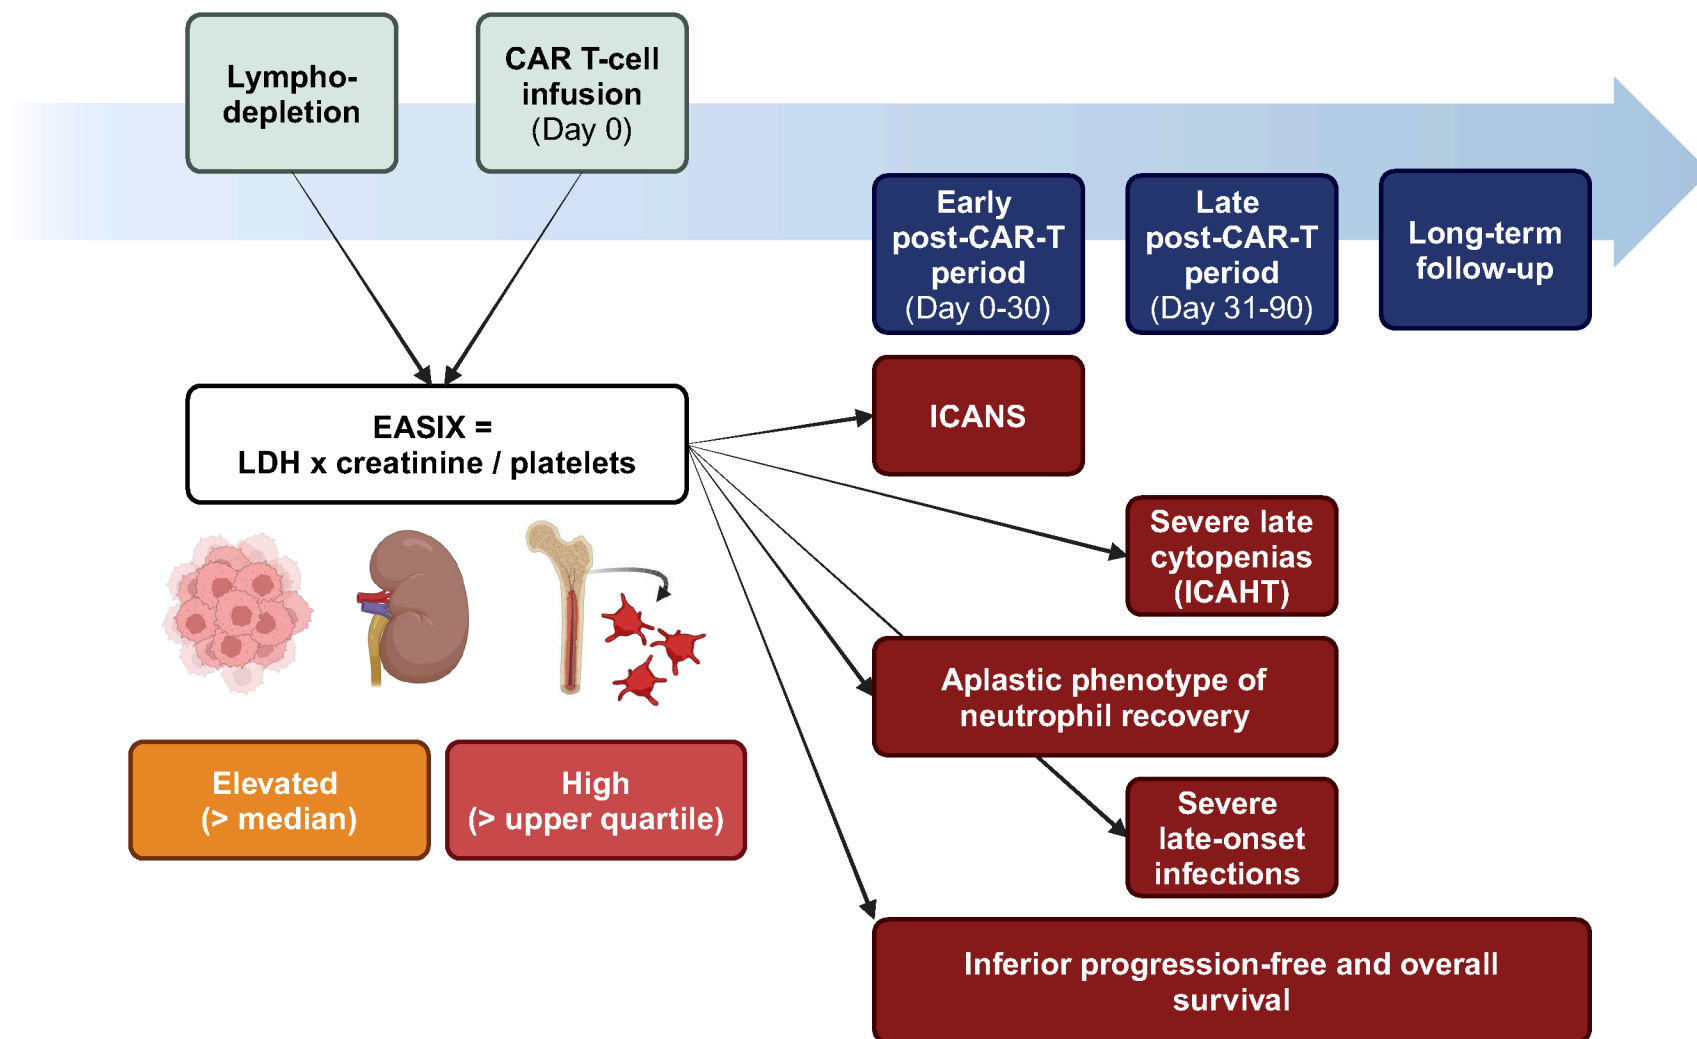 Lympho-
depletion
CAR T-cell
infusion
(Day 0)
Early
post-CAR-T
period
(Day 0-30)
Late
post-CAR-T
period
(Day 31-90)
Long-term
follow-up
EASIX =
LDH x creatinine / platelets
ICANS
Severe late
cytopenias
(ICAHT)
Aplastic phenotype of
neutrophil recovery
Elevated
(> median)
High
(> upper quartile)
Severe
late-onset
infections
Inferior progression-free and overall
survival